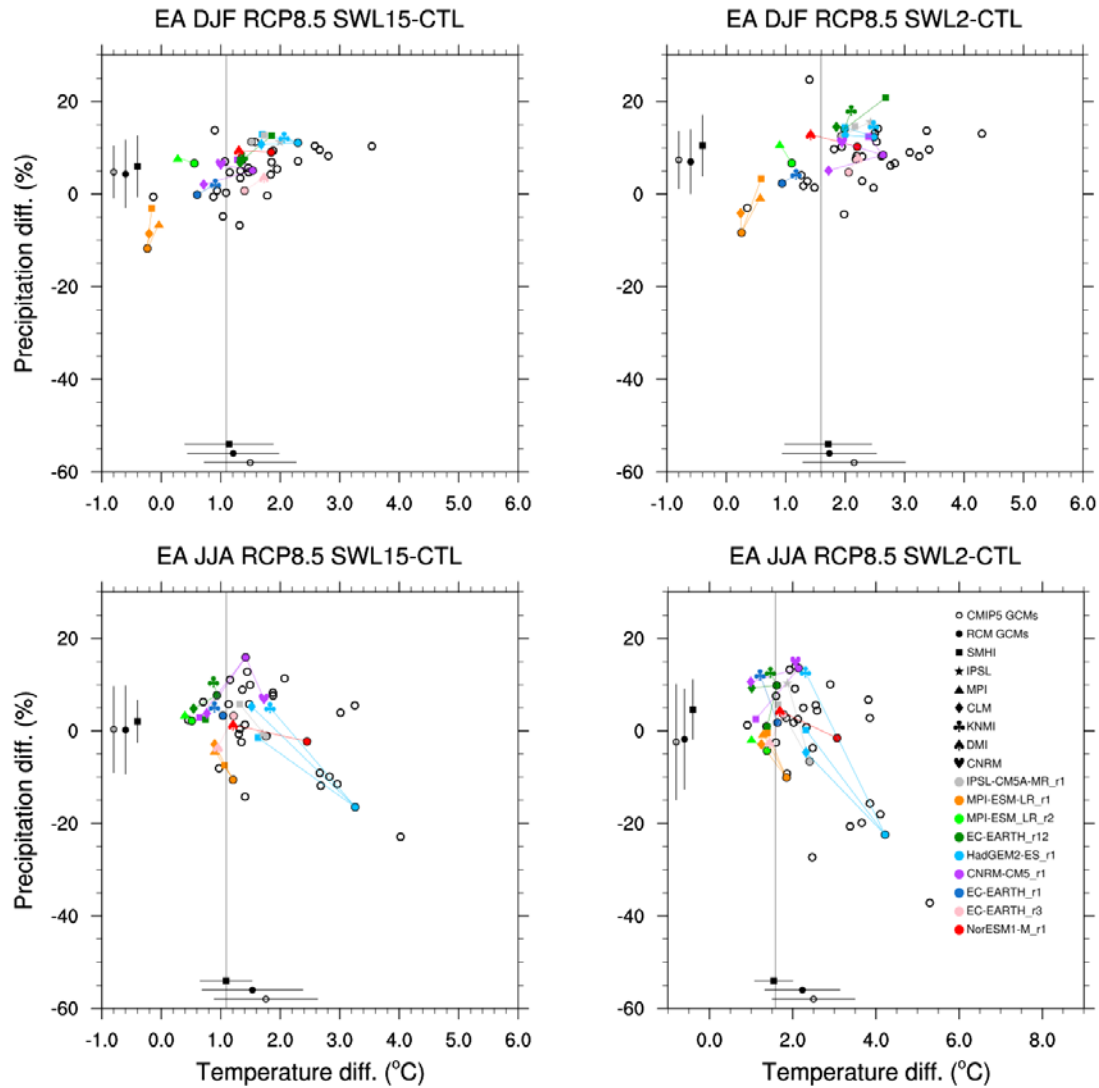 EA DJF RCP8.5 SWL15-CTL
Precipitation diff. (%)
20
0
-20
-40
-60
-1.0 0.0 1.0 2.0 3.0 4.0 5.0 6.0
EA DJF RCP8.5 SWL2-CTL
20
0
-20
-40
-60
-1.0 0.0 1.0 2.0 3.0 4.0 5.0 6.0
EA JJA RCP8.5 SWL15-CTL
Precipitation diff. (%)
20
0
-20
-40
-60
-1.0 0.0 1.0 2.0 3.0 4.0 5.0 6.0
Temperature diff. (°C)
EA JJA RCP8.5 SWL2-CTL
20
0
-20
-40
-60
0.0 2.0 4.0 6.0 8.0
Temperature diff. (°C)
CMIP5 GCMs
RCM GCMs
SMHI
IPSL
MPI
CLM
KNMI
DMI
CNRM
IPSL-CM5A-MR_r1
MPI-ESM-LR_r1
MPI-ESM_LR_r2
EC-EARTH_r12
HadGEM2-ES_r1
CNRM-CM5_r1
EC-EARTH_r1
EC-EARTH_r3
NorESM1-M_r1